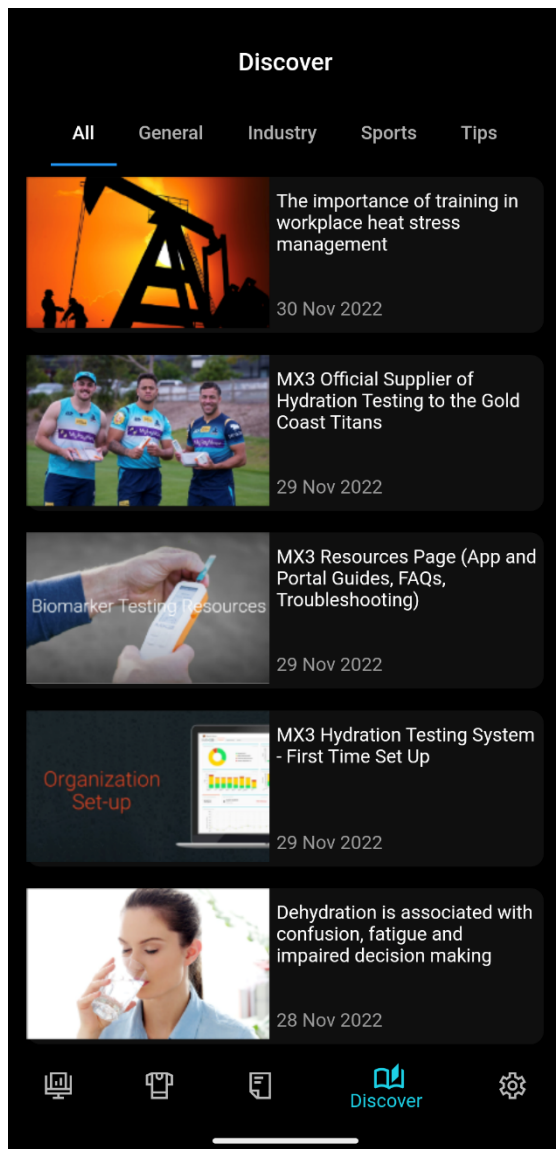 Discover
All General Industry Sports Tips
The importance of training in
workplace heat stress
management
30 Nov 2022
MX3 Official Supplier of
Hydration Testing to the Gold
Coast Titans
29 Nov 2022
Biomarker Testing Resources
MX3 Resources Page (App and
Portal Guides, FAQs,
Troubleshooting)
29 Nov 2022
Organization
Set-up
MX3 Hydration Testing System
- First Time Set Up
29 Nov 2022
Dehydration is associated with
confusion, fatigue and
impaired decision making
28 Nov 2022
Discover